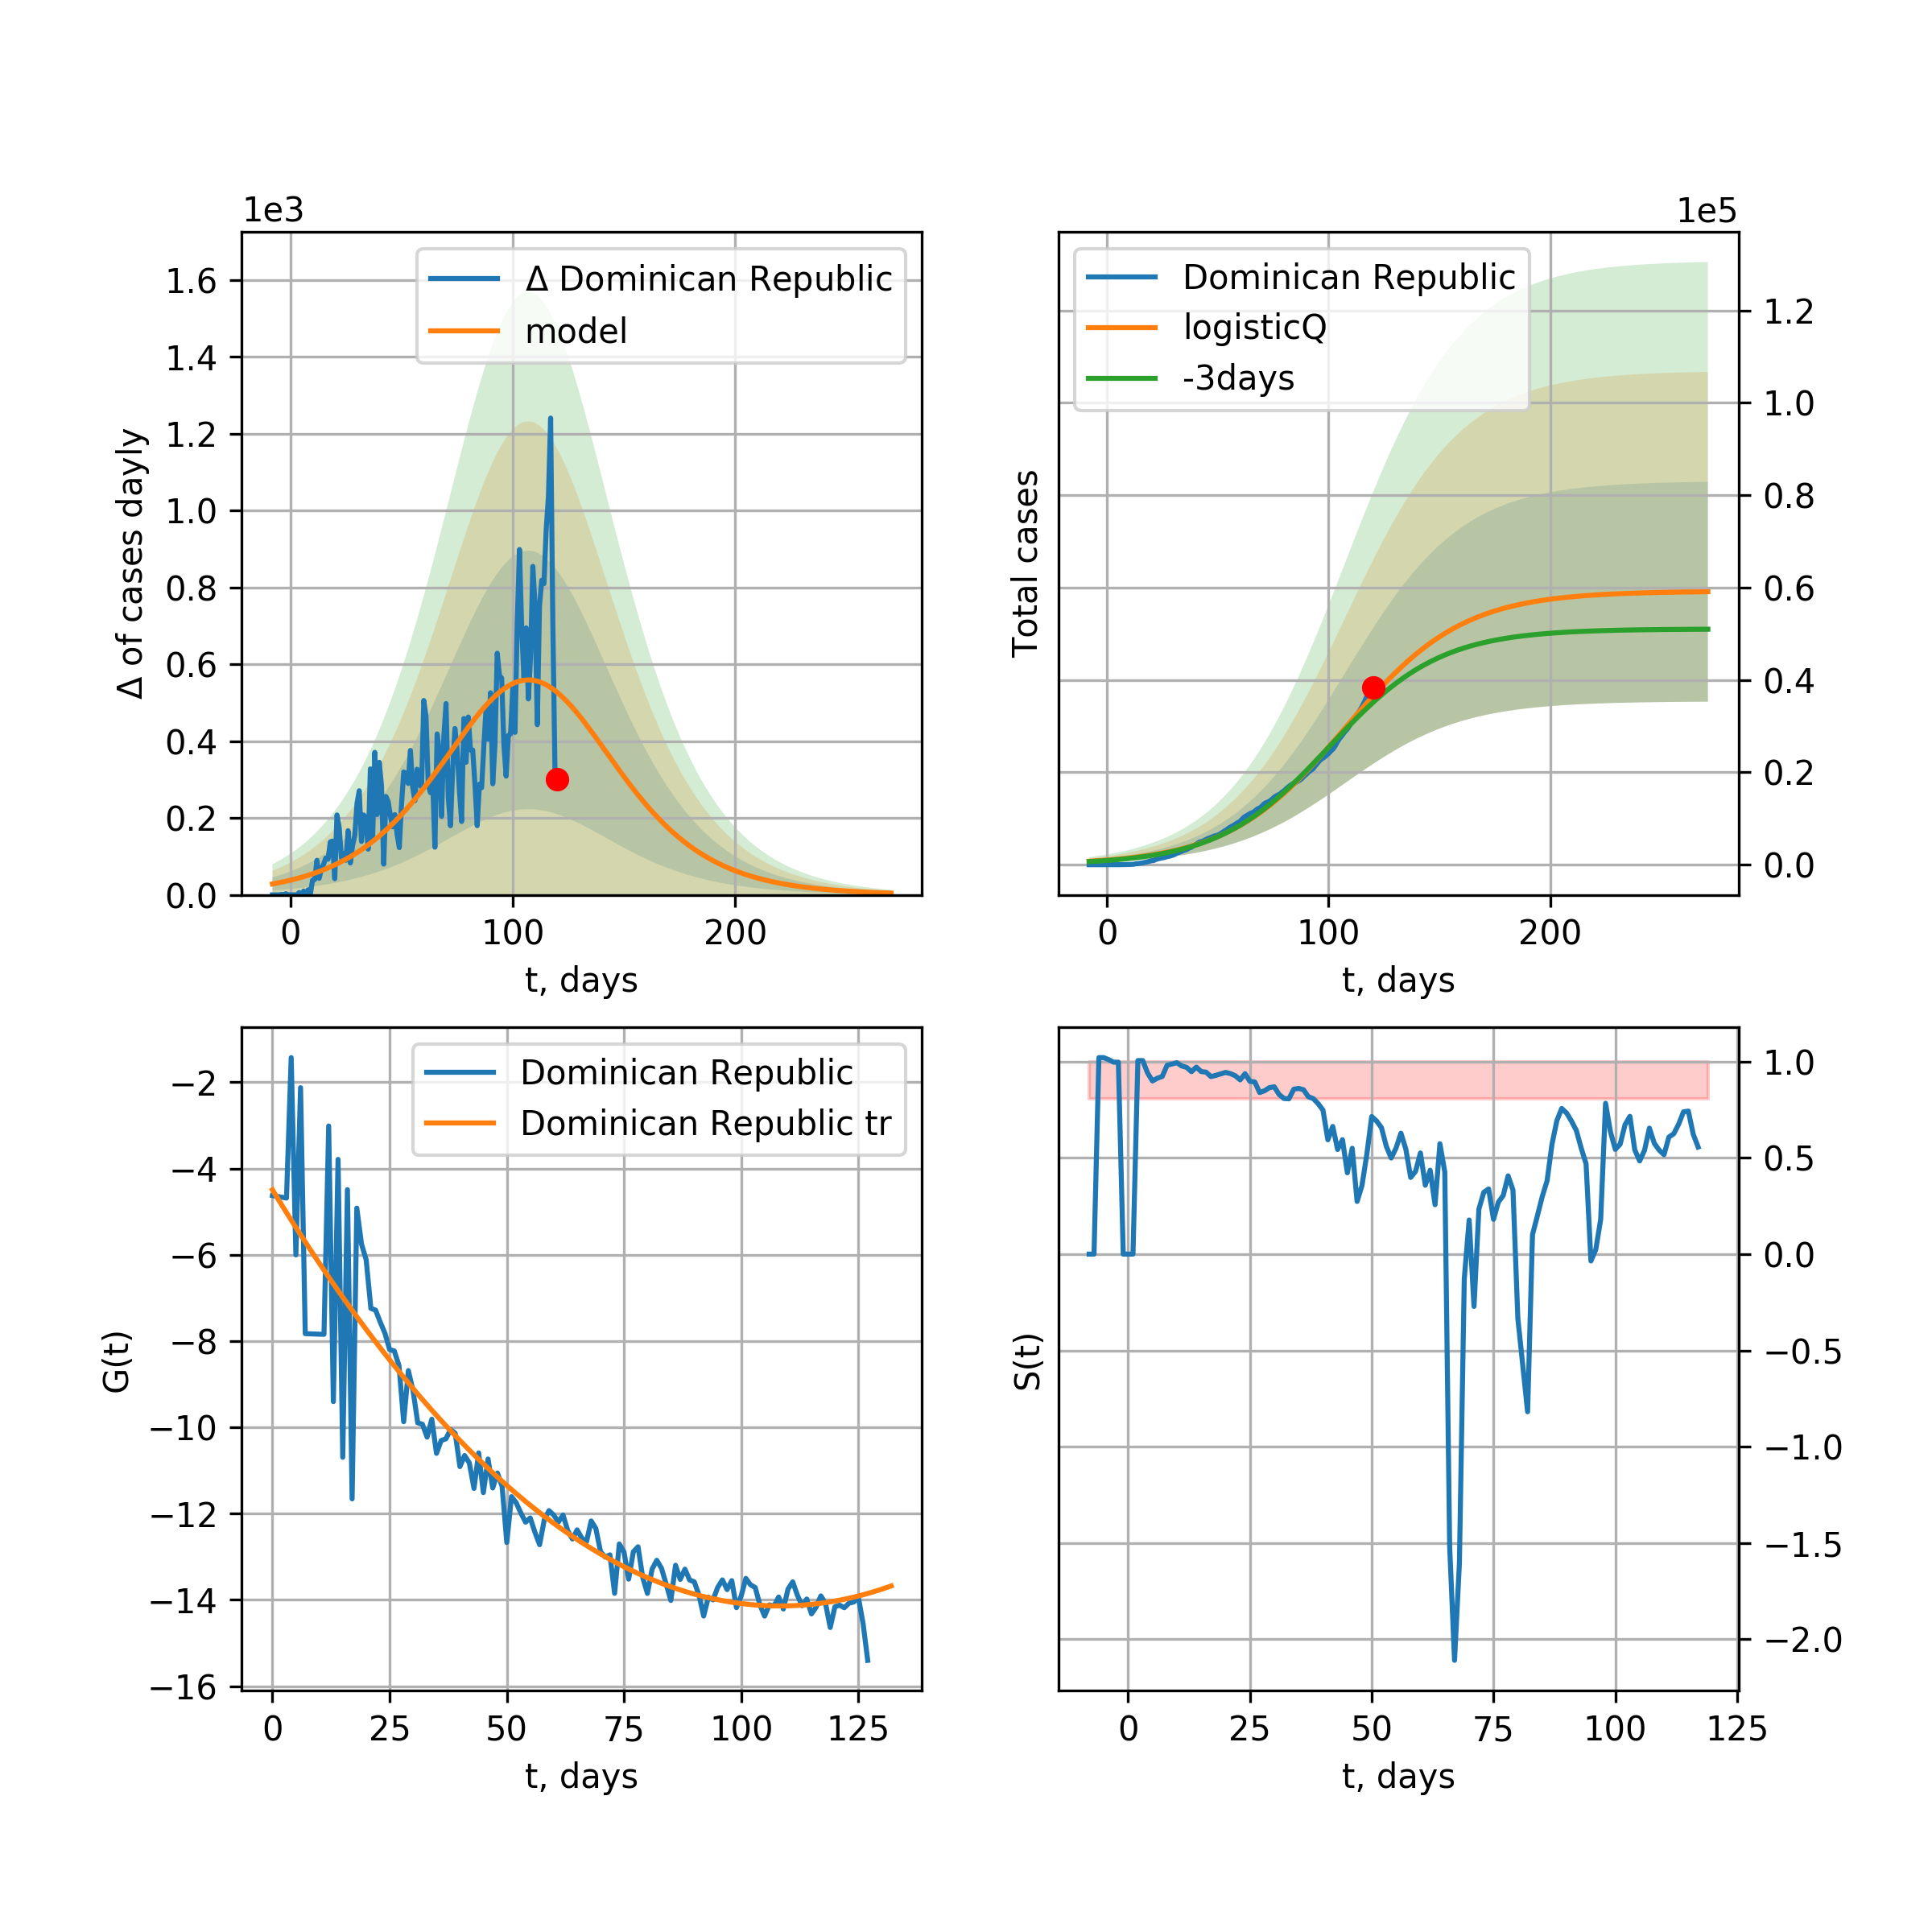 1e3
Δ Dominican Republic
model
1.6
1.4
1.2
1.0
0.8
0.6
0.4
0.2
0.0
Δ of cases dayly
0 100 200
t, days
1e5
Dominican Republic
logisticQ
-3days
1.2
1.0
0.8
0.6
0.4
0.2
0.0
Total cases
0 100 200
t, days
Dominican Republic
Dominican Republic tr
−2
−4
−6
−8
−10
−12
−14
−16
G(t)
0 25 50 75 100 125
t, days
1.0
0.5
0.0
−0.5
−1.0
−1.5
−2.0
S(t)
0 25 50 75 100 125
t, days